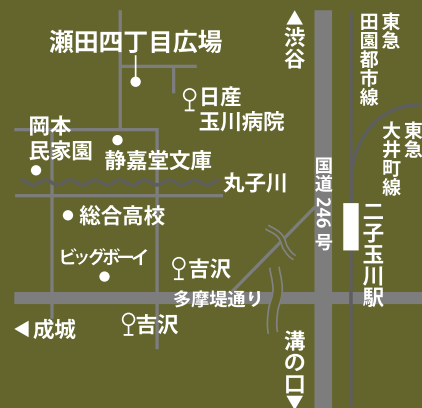 瀬田四丁目広場
▲渋谷
東急
田園都市線
日産
玉川病院
東急
大井町線
岡本
民家園
静嘉堂文庫
国道246号
丸子川
二子玉川駅
総合高校
ビッグボーイ
吉沢
多摩堤通り
◀成城
吉沢
溝の口▼